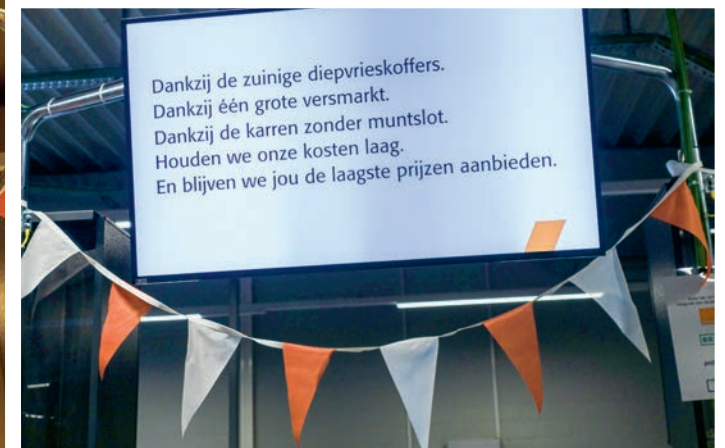 Dankzij de zuinige diepvrieskoffers.
Dankzij één grote versmarkt.
Dankzij de karren zonder muntslot.
Houden we onze kosten laag.
En blijven we jou de laagste prijzen aanbieden.